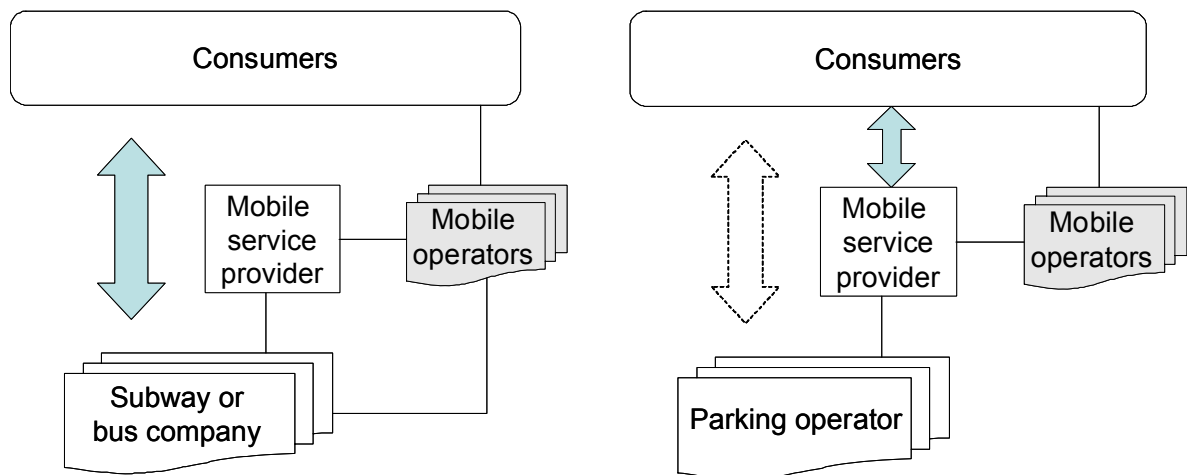 Consumers
Mobile
service
provider
Mobile
operators
Subway or
bus company
Consumers
Mobile
service
provider
Mobile
operators
Parking operator